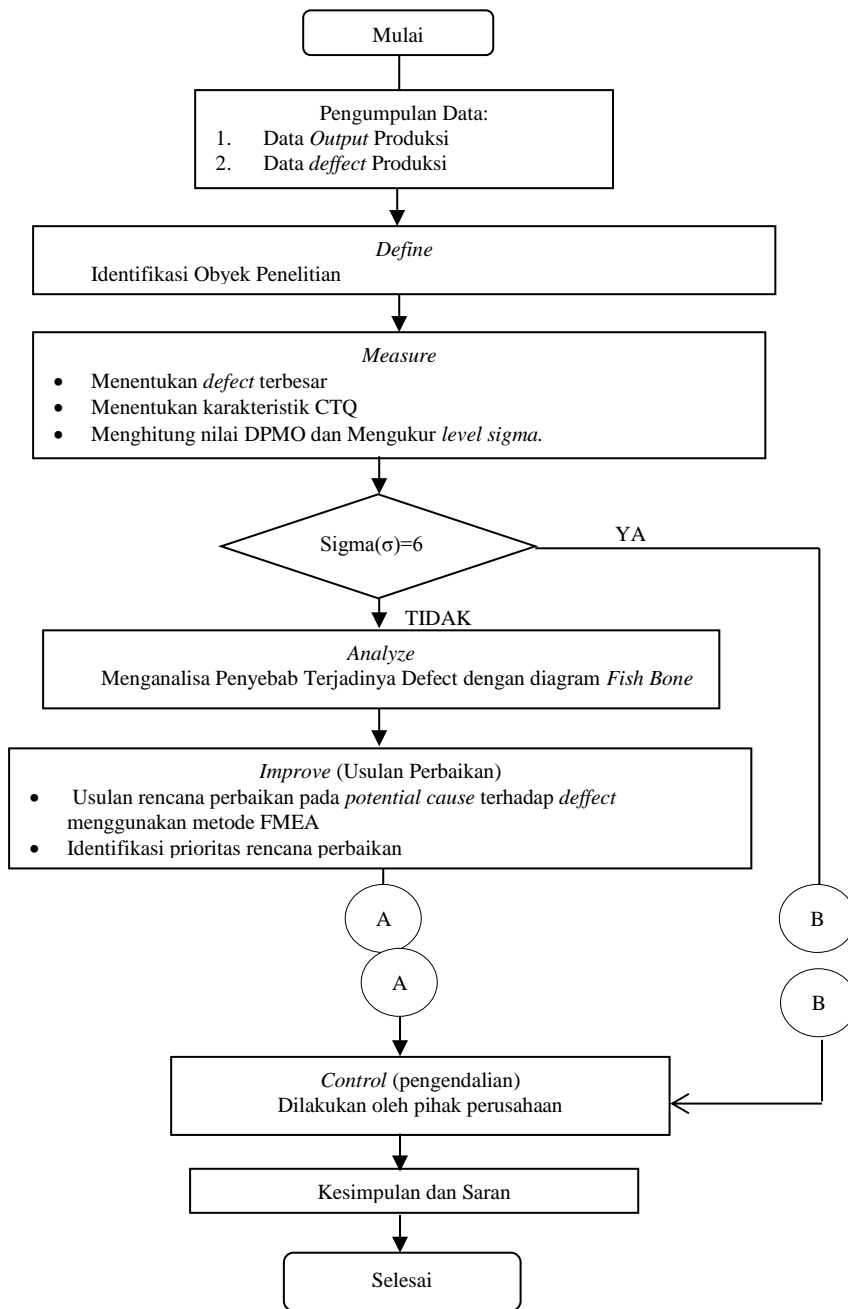 Mulai
Pengumpulan Data:
1. Data Output Produksi
2. Data deffect Produksi
Define
Identifikasi Obyek Penelitian
Measure
• Menentukan defect terbesar
• Menentukan karakteristik CTQ
• Menghitung nilai DPMO dan Mengukur level sigma.
Sigma(σ)=6
YA
TIDAK
Analyze
Menganalisa Penyebab Terjadinya Defect dengan diagram Fish Bone
Improve (Usulan Perbaikan)
• Usulan rencana perbaikan pada potential cause terhadap deffect
menggunakan metode FMEA
• Identifikasi prioritas rencana perbaikan
A
B
A
B
Control (pengendalian)
Dilakukan oleh pihak perusahaan
Kesimpulan dan Saran
Selesai